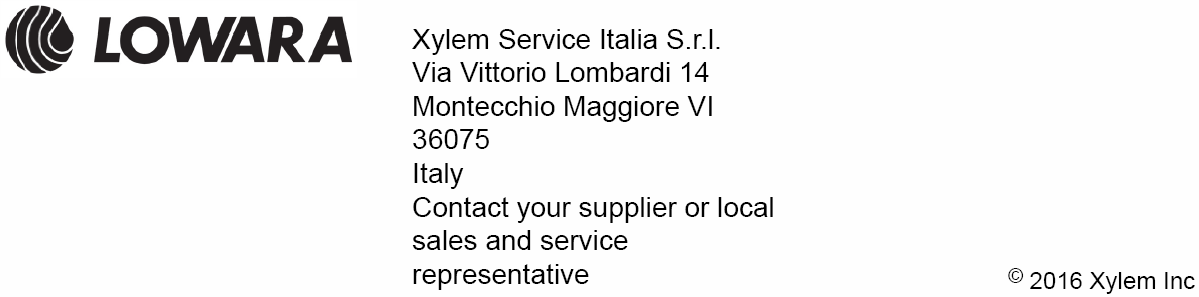 LOWARA
Xylem Service Italia S.r.l.
Via Vittorio Lombardi 14
Montecchio Maggiore VI
36075
Italy
Contact your supplier or local
sales and service
representative
© 2016 Xylem Inc